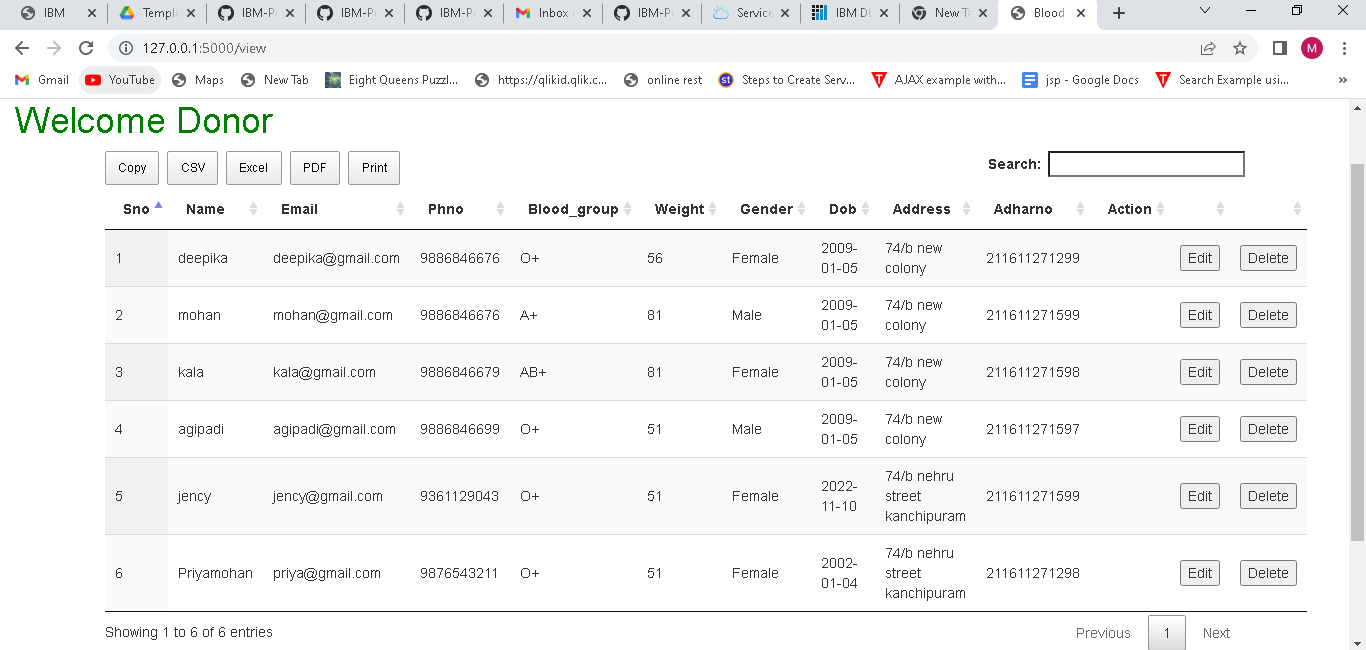 IBM Templa IBM-Pr IBM-Pr IBM-Pr Inbox IBM-Pr Service IBM DB New Ta Blood
127.0.0.1:5000/view M
Gmail YouTube Maps New Tab Eight Queens Puzzl... https://qlikid.qlik.c... online rest st Steps to Create Serv... AJAX example with... jsp - Google Docs Search Example usi... »
Welcome Donor
Copy CSV Excel PDF Print Search:
Sno Name Email Phno Blood_group Weight Gender Dob Address Adharno Action
1 deepika deepika@gmail.com 9886846676 O+ 56 Female 2009-01-05 74/b new colony 211611271299 Edit Delete
2 mohan mohan@gmail.com 9886846676 A+ 81 Male 2009-01-05 74/b new colony 211611271599 Edit Delete
3 kala kala@gmail.com 9886846679 AB+ 81 Female 2009-01-05 74/b new colony 211611271598 Edit Delete
4 agipadi agipadi@gmail.com 9886846699 O+ 51 Male 2009-01-05 74/b new colony 211611271597 Edit Delete
5 jency jency@gmail.com 9361129043 O+ 51 Female 2022-11-10 74/b nehru street kanchipuram 211611271599 Edit Delete
6 Priyamohan priya@gmail.com 9876543211 O+ 51 Female 2002-01-04 74/b nehru street kanchipuram 211611271298 Edit Delete
Showing 1 to 6 of 6 entries Previous 1 Next